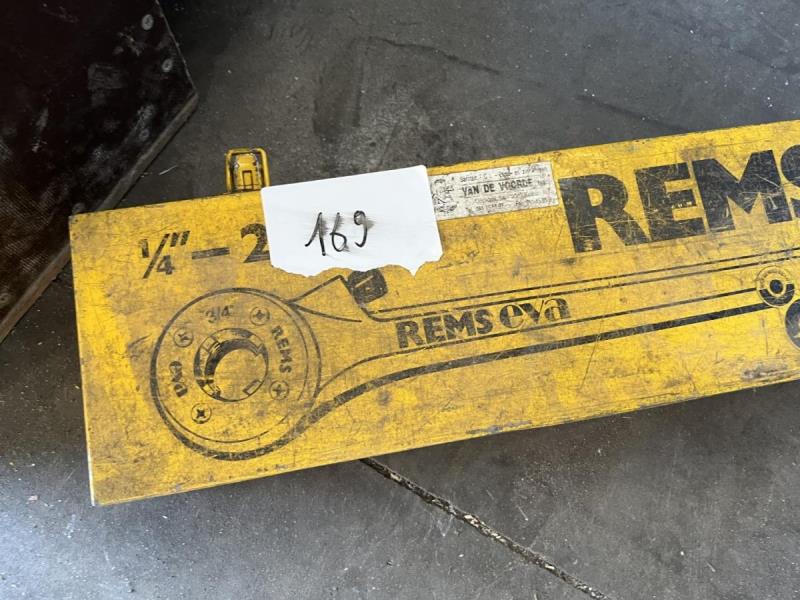 169
VAN DE VOORDE
REMS
1/4" – 2
3/4"
REMS
eva
REMS eva